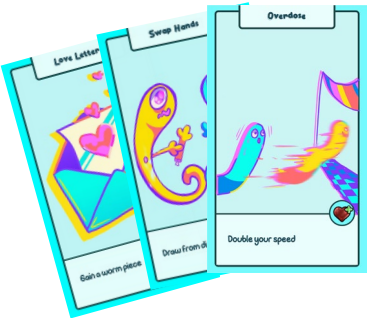 Love Letter
Gain a worm piece
Swap Hands
Draw from
Overdose
Double your speed